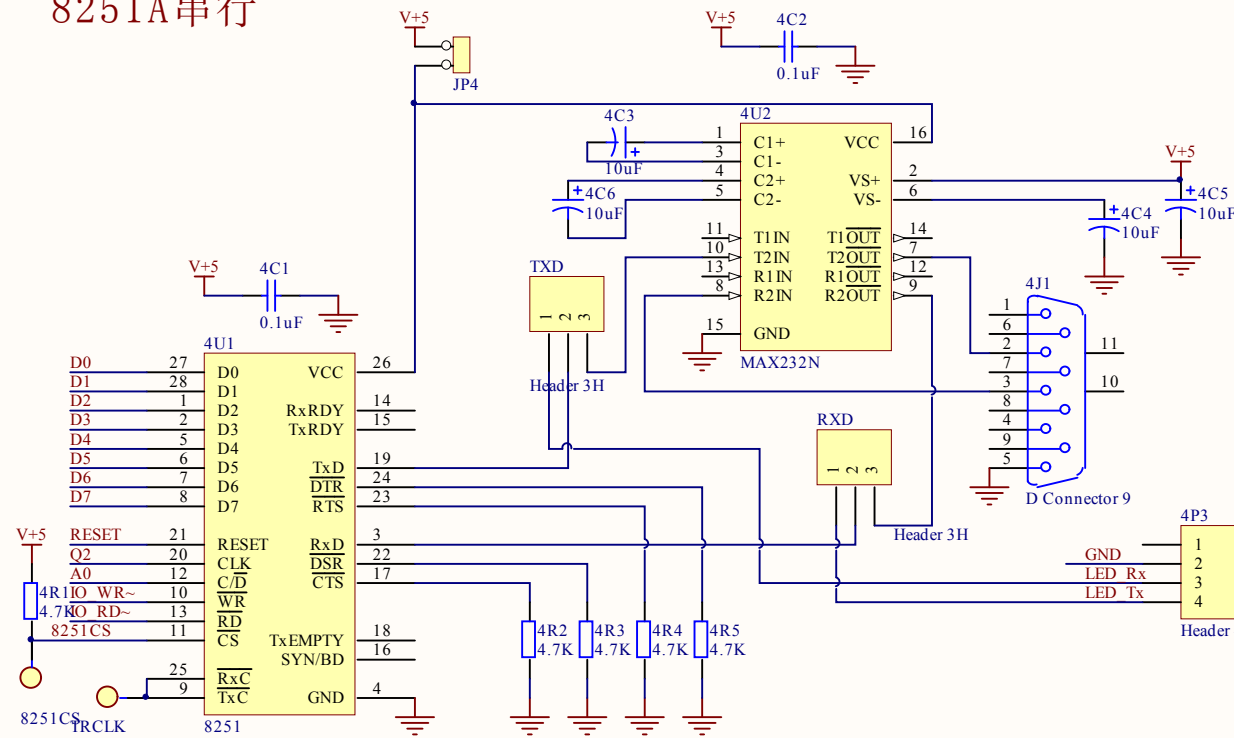 8251A串行
V+5
JP4
V+5
4C2
0.1uF
4C3
10uF
4C6
10uF
4U2
1
3
4
5
11
10
13
8
15
C1+
C1-
C2+
C2-
T1IN
T2IN
R1IN
R2IN
GND
VCC
VS+
VS-
T1OUT
T2OUT
R1OUT
R2OUT
16
2
6
14
7
12
9
MAX232N
V+5
4C5
10uF
4C4
10uF
V+5
4C1
0.1uF
TXD
1 2 3
Header 3H
4J1
1
6
2
7
3
8
4
9
5
11
10
D Connector 9
RXD
1 2 3
Header 3H
4U1
D0 27 D0 VCC 26
D1 28 D1
D2 1 D2 RxRDY 14
D3 2 D3 TxRDY 15
D4 5 D4
D5 6 D5 TxD 19
D6 7 D6 DTR 24
D7 8 D7 RTS 23
RESET 21 RESET RxD 3
Q2 20 CLK DSR 22
A0 12 C/D CTS 17
IO_WR~ 10 WR
IO_RD~ 13 RD
8251CS 11 CS TxEMPTY 18
SYN/BD 16
25 RxC
9 TxC GND 4
8251
V+5
4R1
4.7K
8251CS
TRCLK
4R2
4.7K
4R3
4.7K
4R4
4.7K
4R5
4.7K
4P3
1
GND 2
LED_Rx 3
LED_Tx 4
Header